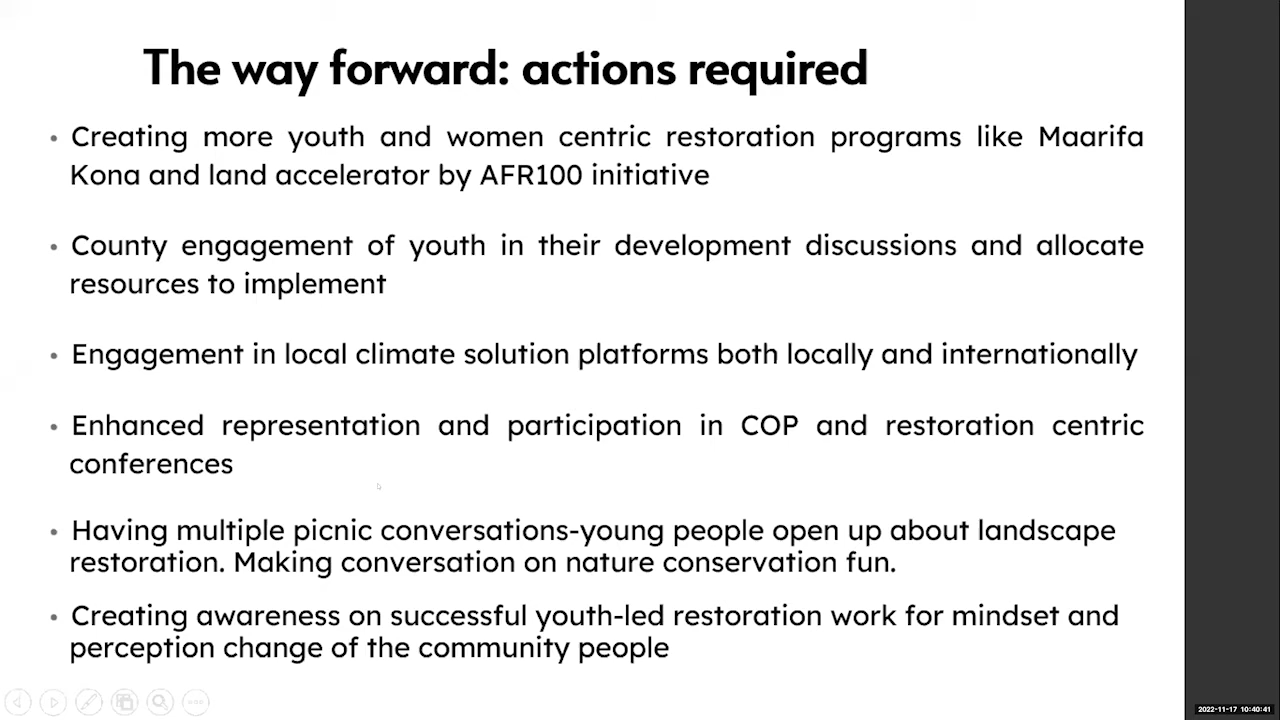 The way forward: actions required
• Creating more youth and women centric restoration programs like Maarifa
Kona and land accelerator by AFR100 initiative
• County engagement of youth in their development discussions and allocate
resources to implement
• Engagement in local climate solution platforms both locally and internationally
• Enhanced representation and participation in COP and restoration centric
conferences
• Having multiple picnic conversations-young people open up about landscape
restoration. Making conversation on nature conservation fun.
• Creating awareness on successful youth-led restoration work for mindset and
perception change of the community people
2022-11-17 10:40:41